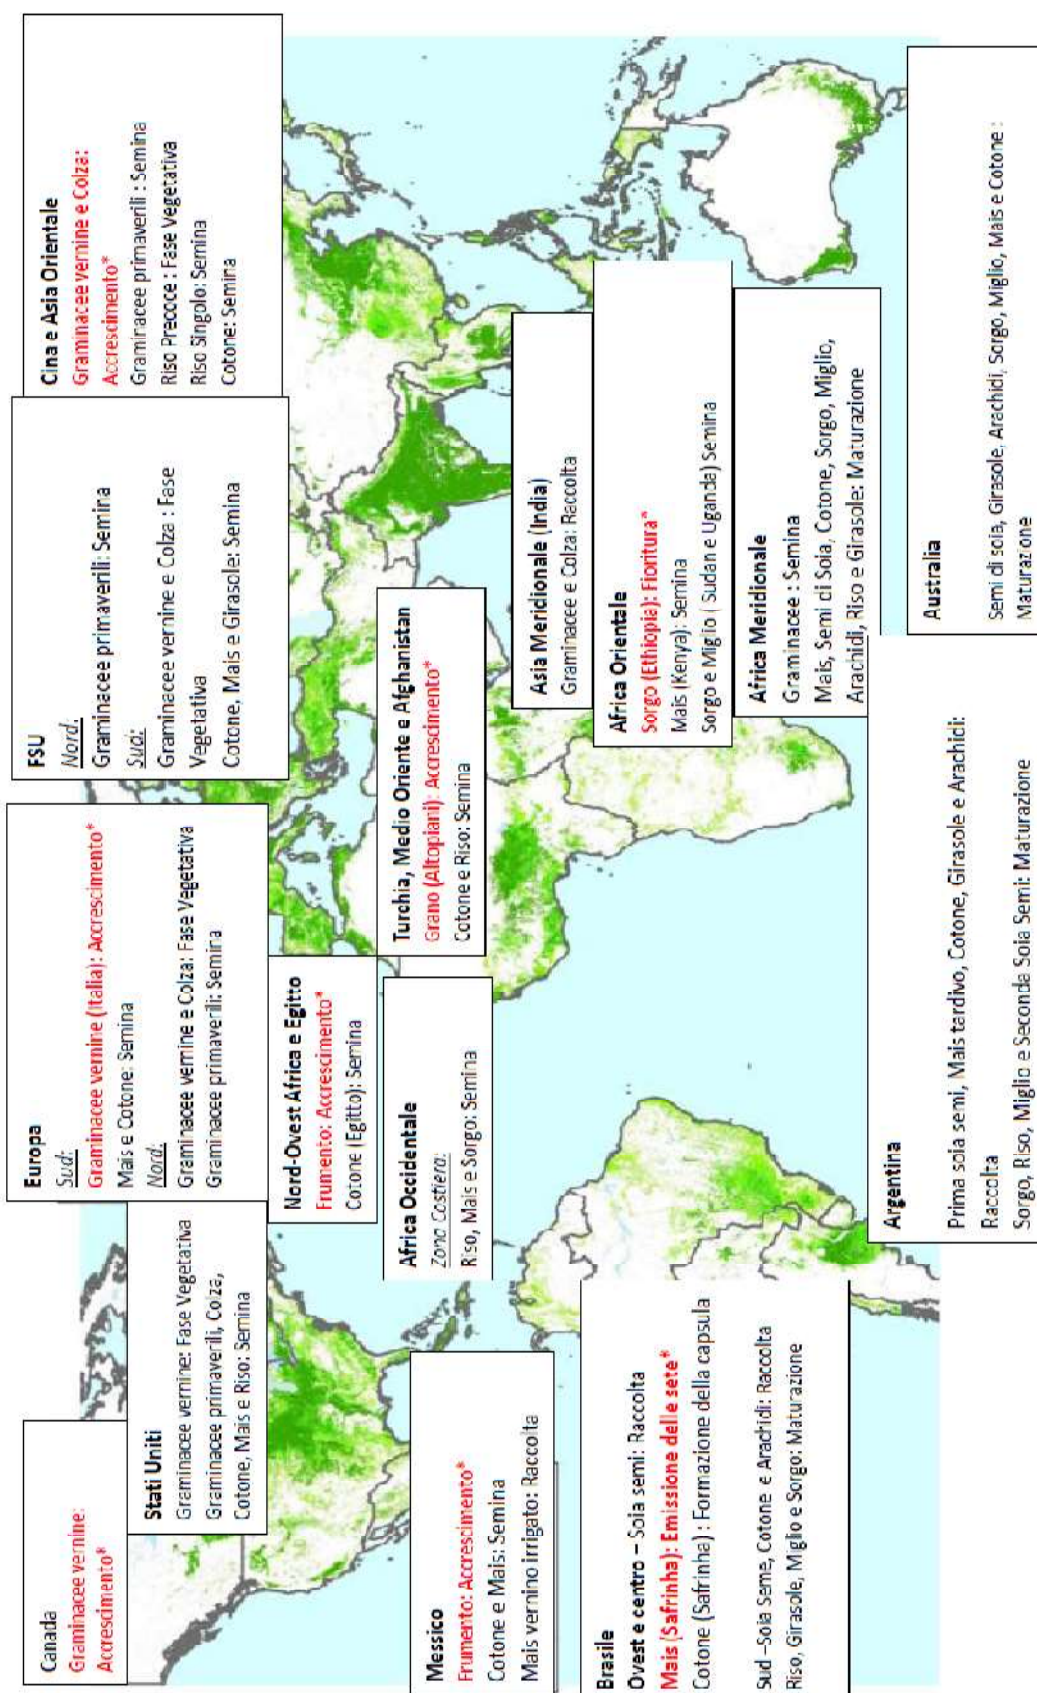 Canada
Graminacee vernine:
Accrescimento*
Stati Uniti
Graminacee vernine: Fase Vegetativa
Graminacee primaverili, Colza,
Cotone, Mais e Riso: Semina
Messico
Frumento: Accrescimento*
Cotone e Mais: Semina
Mais vernino irrigato: Raccolta
Brasile
Ovest e centro – Soia semi: Raccolta
Mais (Safrinha): Emissione delle sete*
Cotone (Safrinha) : Formazione della capsula
Sud –Soia Seme, Cotone e Arachidi: Raccolta
Riso, Girasole, Miglio e Sorgo: Maturazione
Europa
Sud:
Graminacee vernine (Italia): Accrescimento*
Mais e Cotone: Semina
Nord:
Graminacee vernine e Colza: Fase Vegetativa
Graminacee primaverili: Semina
Nord-Ovest Africa e Egitto
Frumento: Accrescimento*
Cotone (Egitto): Semina
Africa Occidentale
Zona Costiera:
Riso, Mais e Sorgo: Semina
Argentina
Prima soia semi, Mais tardivo, Cotone, Girasole e Arachidi:
Raccolta
Sorgo, Riso, Miglio e Seconda Soia Semi: Maturazione
FSU
Nord:
Graminacee primaverili: Semina
Sud:
Graminacee vernine e Colza : Fase
Vegetativa
Cotone, Mais e Girasole: Semina
Turchia, Medio Oriente e Afghanistan
Grano (Altopiani): Accrescimento*
Cotone e Riso: Semina
Cina e Asia Orientale
Graminacee vernine e Colza:
Accrescimento*
Graminacee primaverili : Semina
Riso Precoce : Fase Vegetativa
Riso Singolo: Semina
Cotone: Semina
Asia Meridionale (India)
Graminacee e Colza: Raccolta
Africa Orientale
Sorgo (Ethiopia): Fioritura*
Mais (Kenya): Semina
Sorgo e Miglio ( Sudan e Uganda) Semina
Africa Meridionale
Graminacee : Semina
Mais, Semi di Soia, Cotone, Sorgo, Miglio,
Arachidi, Riso e Girasole: Maturazione
Australia
Semi di soia, Girasole, Arachidi, Sorgo, Miglio, Mais e Cotone :
Maturazione